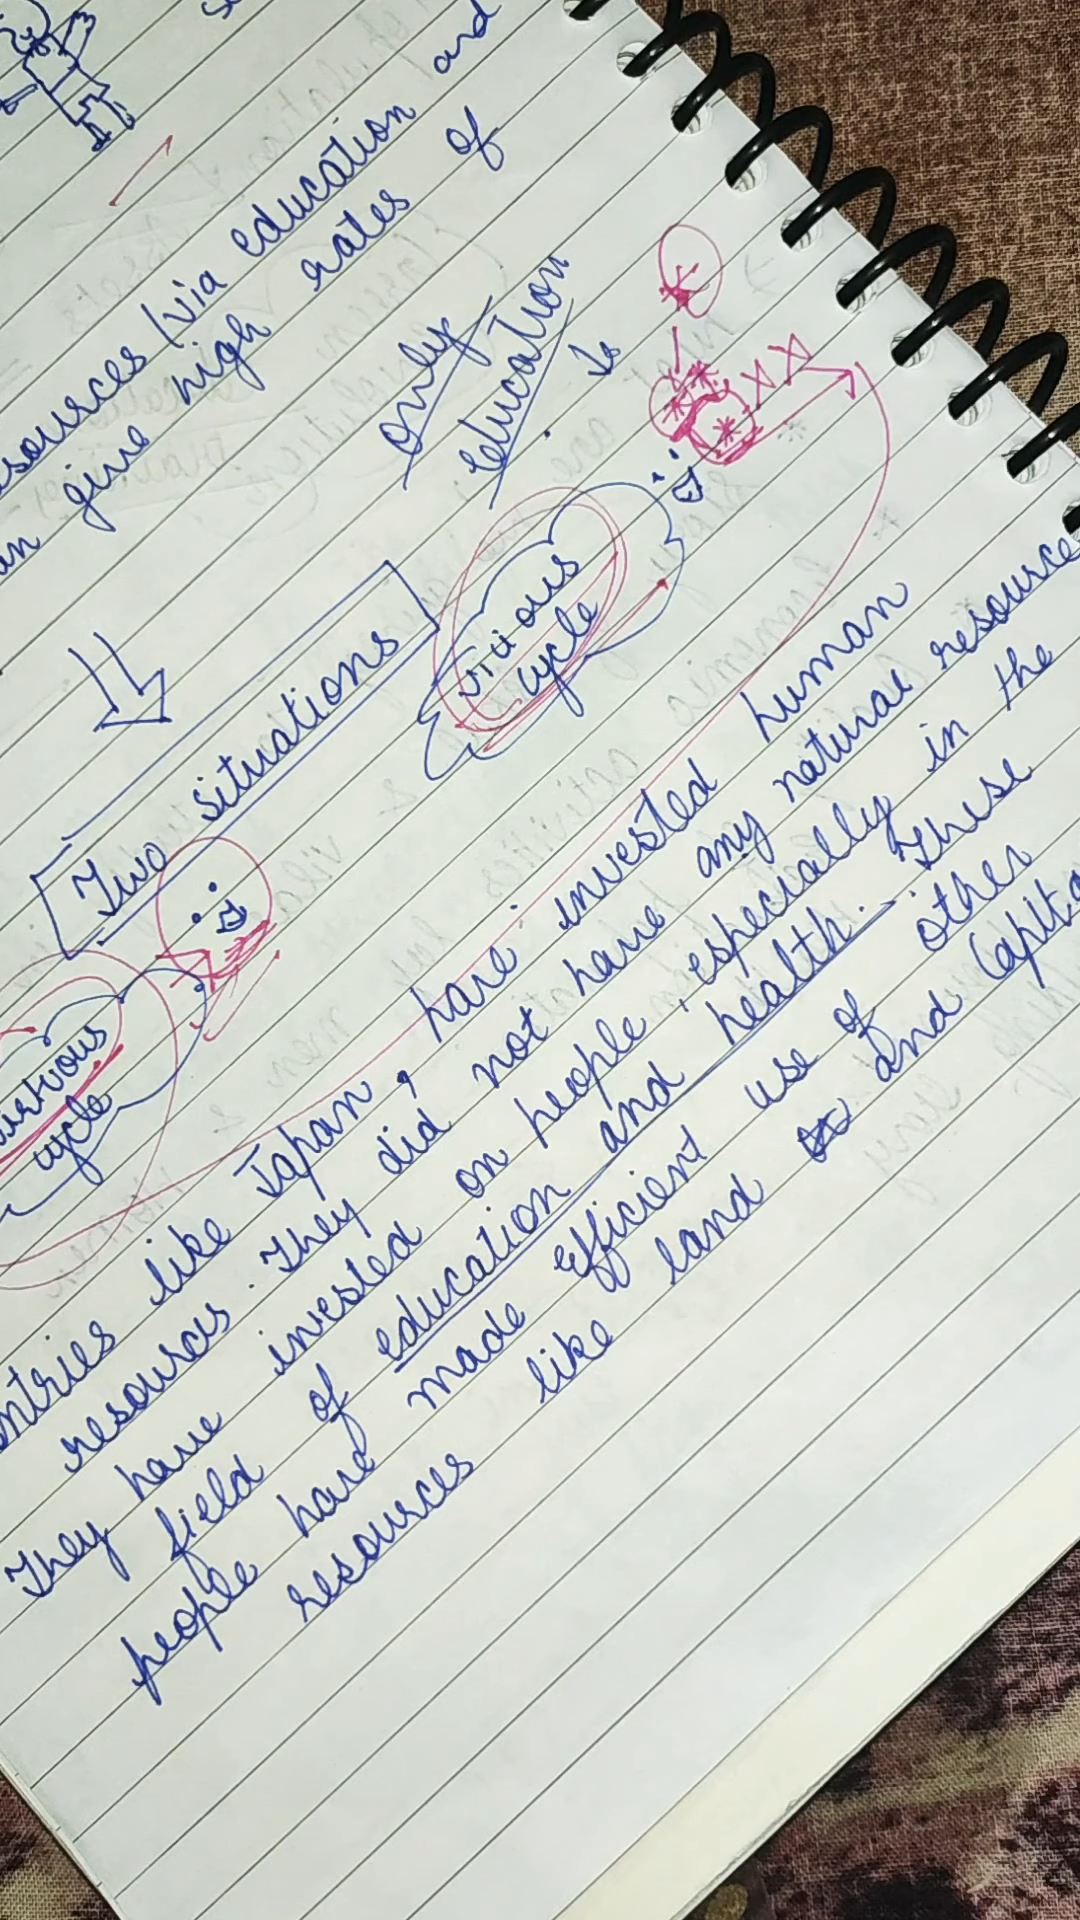 resources (via education and
can give high rates of
only
education
is
Two situations
vicious
cycle
virtuous
cycle
countries like Japan, have invested human
resources. They did not have any natural resources
They have invested on people, especially in the
field of education and health. These
people have made efficient use of other
resources like land and Capital